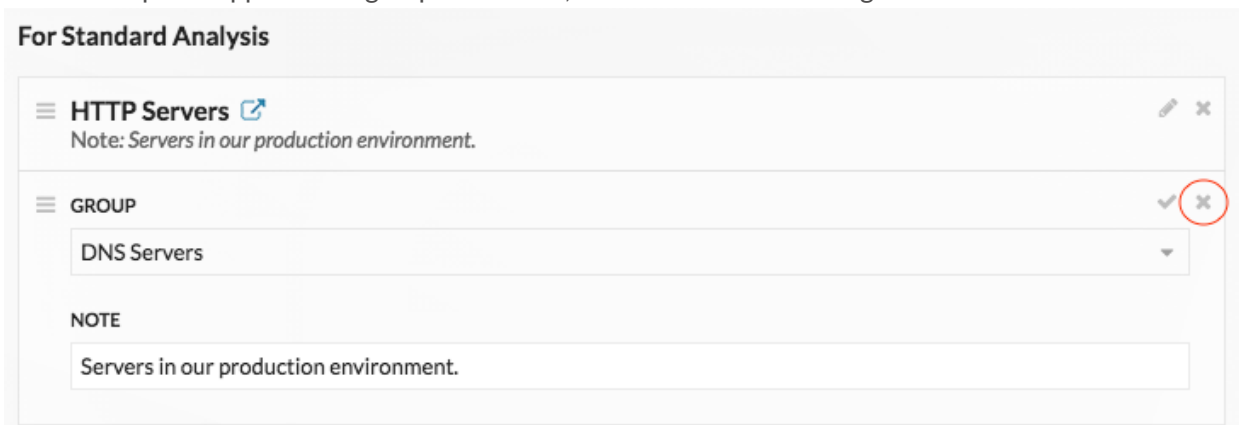 For Standard Analysis
HTTP Servers
Note: Servers in our production environment.
GROUP
DNS Servers
NOTE
Servers in our production environment.